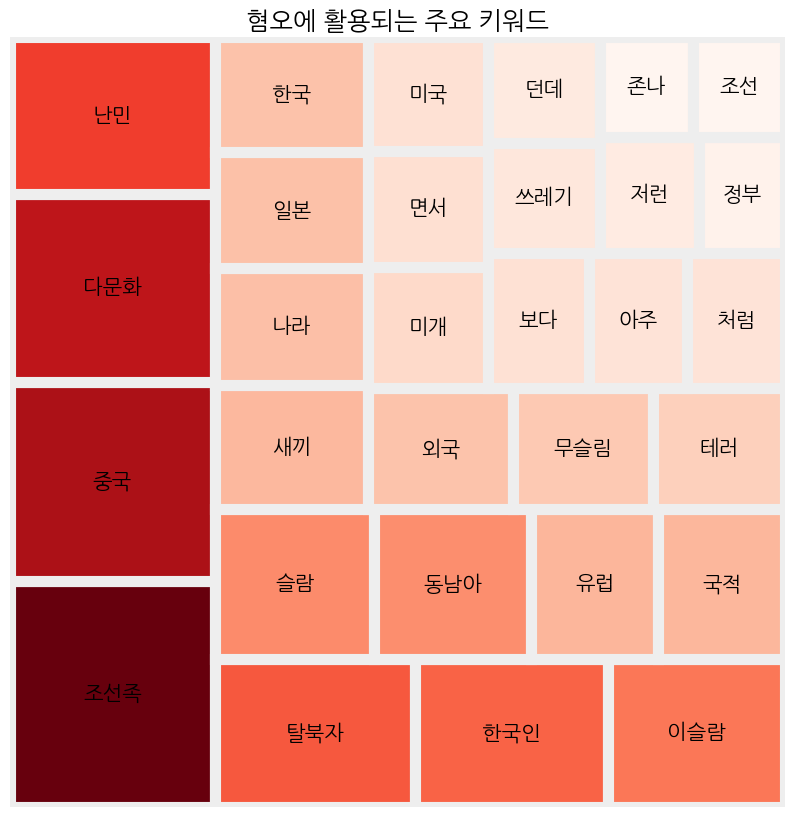 혐오에 활용되는 주요 키워드
난민
다문화
중국
조선족
한국
일본
나라
새끼
슬람
탈북자
미국
면서
미개
던데
쓰레기
존나
조선
저런
정부
보다
아주
처럼
외국
무슬림
테러
동남아
유럽
국적
한국인
이슬람